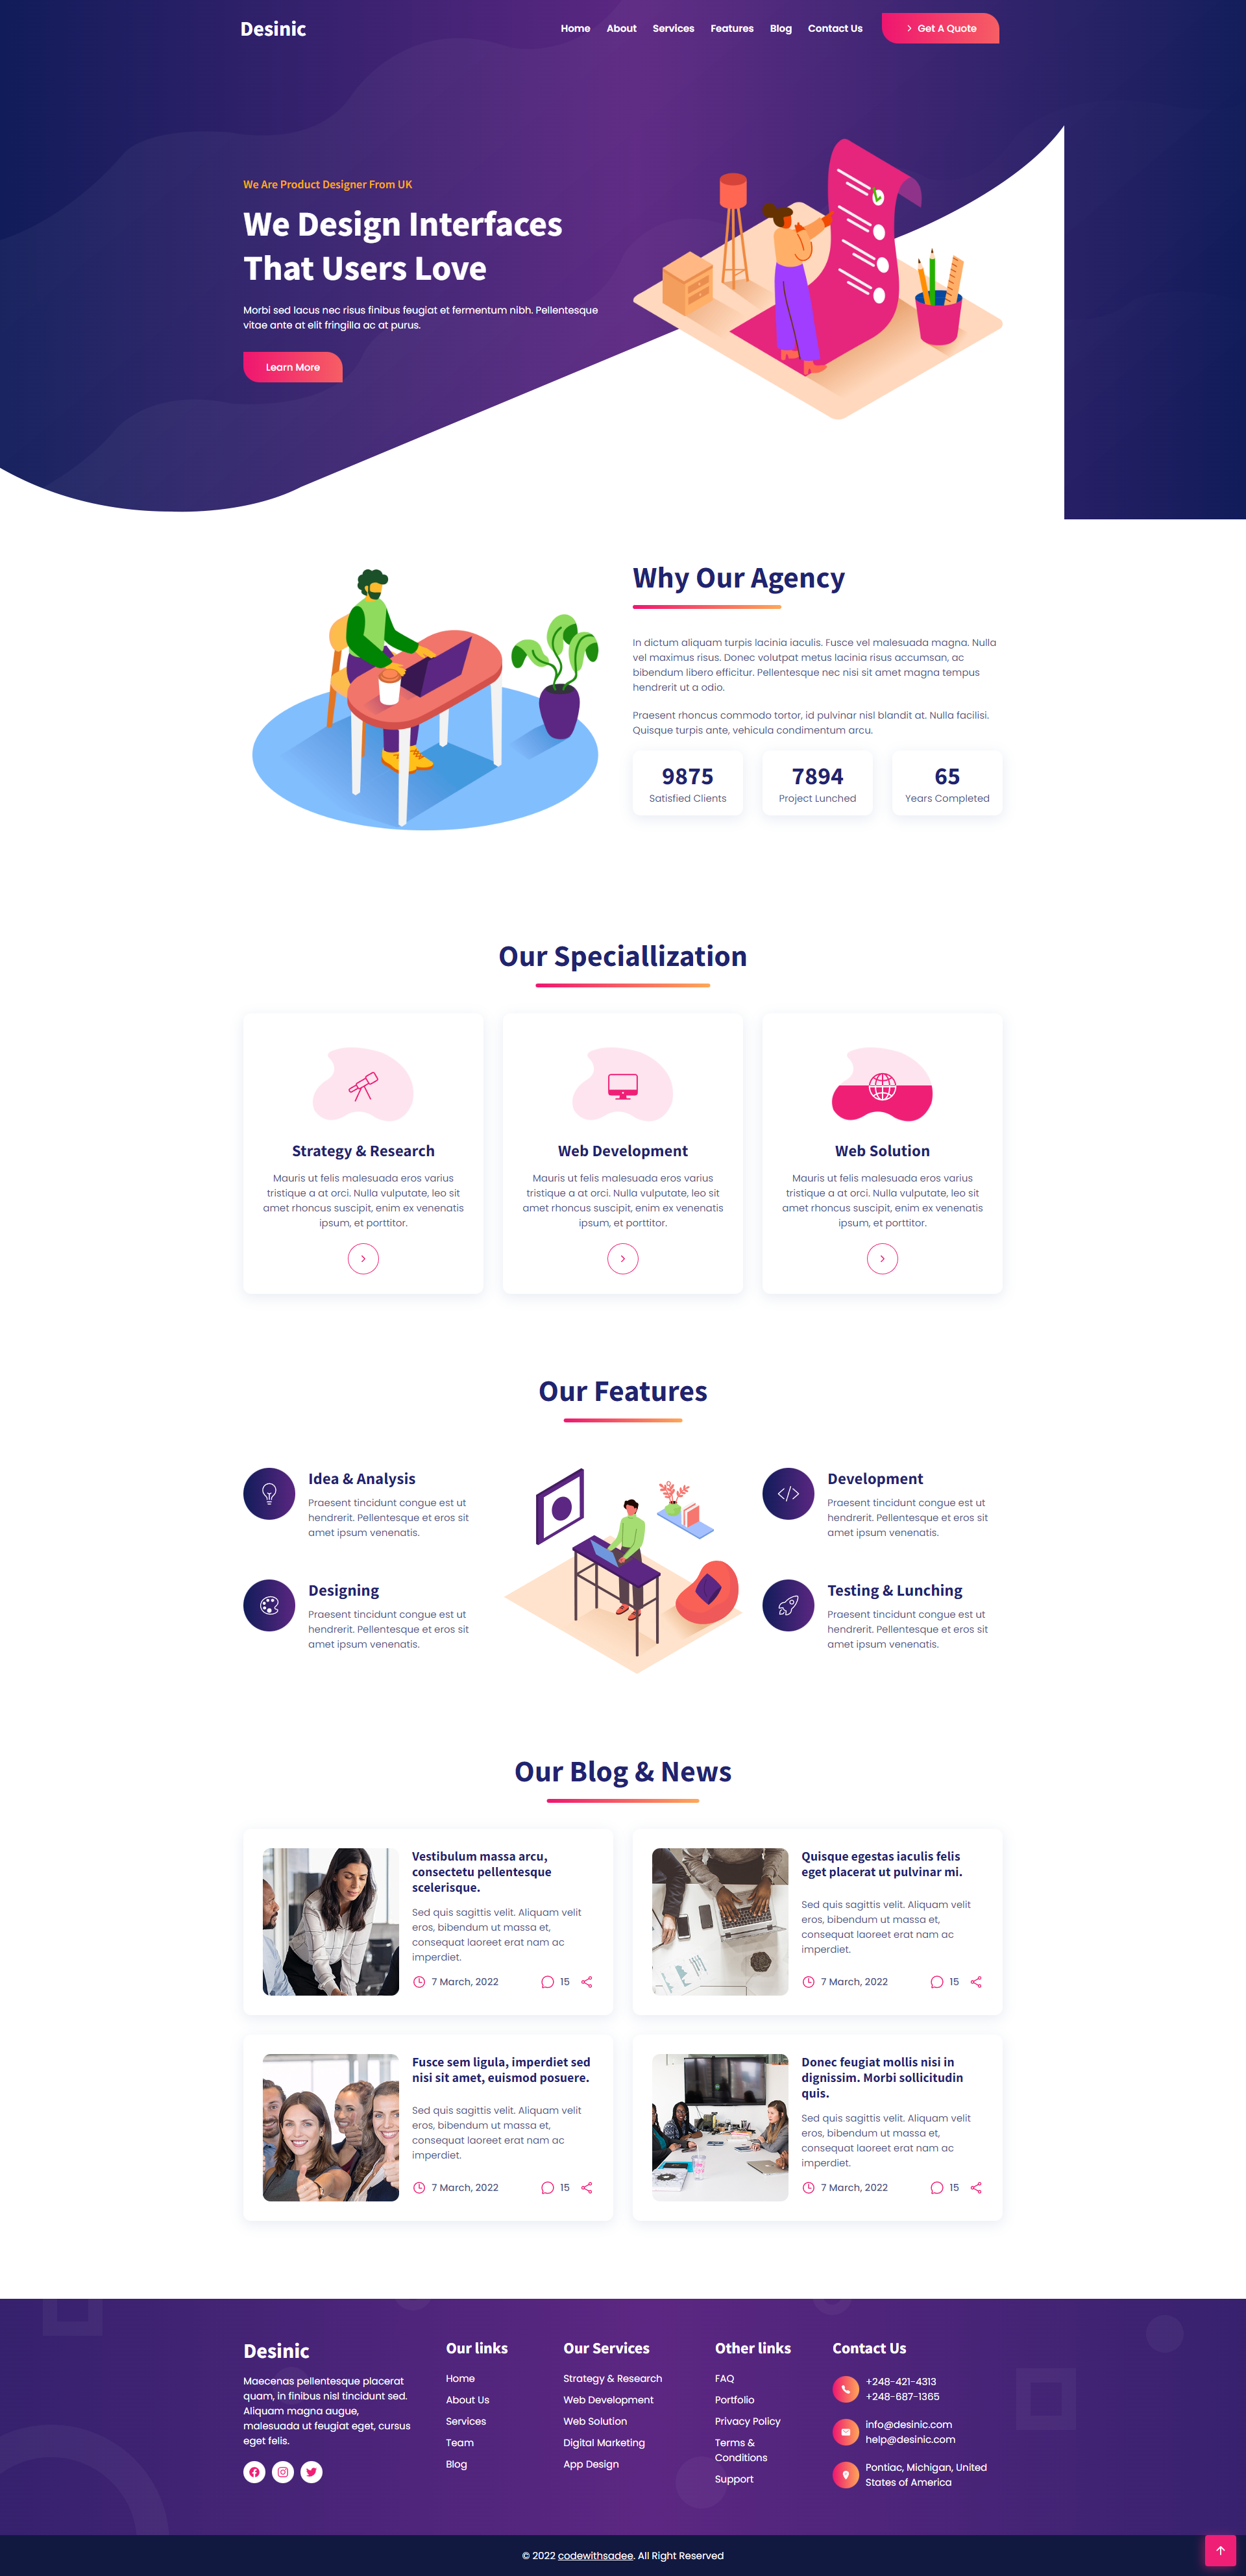 Desinic
Home About Services Features Blog Contact Us Get A Quote
We Are Product Designer From UK
We Design Interfaces
That Users Love
Morbi sed lacus nec risus finibus feugiat et fermentum nibh. Pellentesque
vitae ante at elit fringilla ac at purus.
Learn More
Why Our Agency
In dictum aliquam turpis lacinia iaculis. Fusce vel malesuada magna. Nulla
vel maximus risus. Donec volutpat metus lacinia risus accumsan, ac
bibendum libero efficitur. Pellentesque nec nisi sit amet magna tempus
hendrerit ut a odio.
Praesent rhoncus commodo tortor, id pulvinar nisl blandit at. Nulla facilisi.
Quisque turpis ante, vehicula condimentum arcu.
9875
Satisfied Clients
7894
Project Lunched
65
Years Completed
Our Speciallization
Strategy & Research
Mauris ut felis malesuada eros varius
tristique a at orci. Nulla vulputate, leo sit
amet rhoncus suscipit, enim ex venenatis
ipsum, et porttitor.
Web Development
Mauris ut felis malesuada eros varius
tristique a at orci. Nulla vulputate, leo sit
amet rhoncus suscipit, enim ex venenatis
ipsum, et porttitor.
Web Solution
Mauris ut felis malesuada eros varius
tristique a at orci. Nulla vulputate, leo sit
amet rhoncus suscipit, enim ex venenatis
ipsum, et porttitor.
Our Features
Idea & Analysis
Praesent tincidunt congue est ut
hendrerit. Pellentesque et eros sit
amet ipsum venenatis.
Designing
Praesent tincidunt congue est ut
hendrerit. Pellentesque et eros sit
amet ipsum venenatis.
Development
Praesent tincidunt congue est ut
hendrerit. Pellentesque et eros sit
amet ipsum venenatis.
Testing & Lunching
Praesent tincidunt congue est ut
hendrerit. Pellentesque et eros sit
amet ipsum venenatis.
Our Blog & News
Vestibulum massa arcu,
consectetu pellentesque
scelerisque.
Sed quis sagittis velit. Aliquam velit
eros, bibendum ut massa et,
consequat laoreet erat nam ac
imperdiet.
7 March, 2022 15
Quisque egestas iaculis felis
eget placerat ut pulvinar mi.
Sed quis sagittis velit. Aliquam velit
eros, bibendum ut massa et,
consequat laoreet erat nam ac
imperdiet.
7 March, 2022 15
Fusce sem ligula, imperdiet sed
nisi sit amet, euismod posuere.
Sed quis sagittis velit. Aliquam velit
eros, bibendum ut massa et,
consequat laoreet erat nam ac
imperdiet.
7 March, 2022 15
Donec feugiat mollis nisi in
dignissim. Morbi sollicitudin
quis.
Sed quis sagittis velit. Aliquam velit
eros, bibendum ut massa et,
consequat laoreet erat nam ac
imperdiet.
7 March, 2022 15
Desinic
Maecenas pellentesque placerat
quam, in finibus nisl tincidunt sed.
Aliquam magna augue,
malesuada ut feugiat eget, cursus
eget felis.
Our links
Home
About Us
Services
Team
Blog
Our Services
Strategy & Research
Web Development
Web Solution
Digital Marketing
App Design
Other links
FAQ
Portfolio
Privacy Policy
Terms &
Conditions
Support
Contact Us
+248-421-4313
+248-687-1365
info@desinic.com
help@desinic.com
Pontiac, Michigan, United
States of America
© 2022 codewithsadee. All Right Reserved